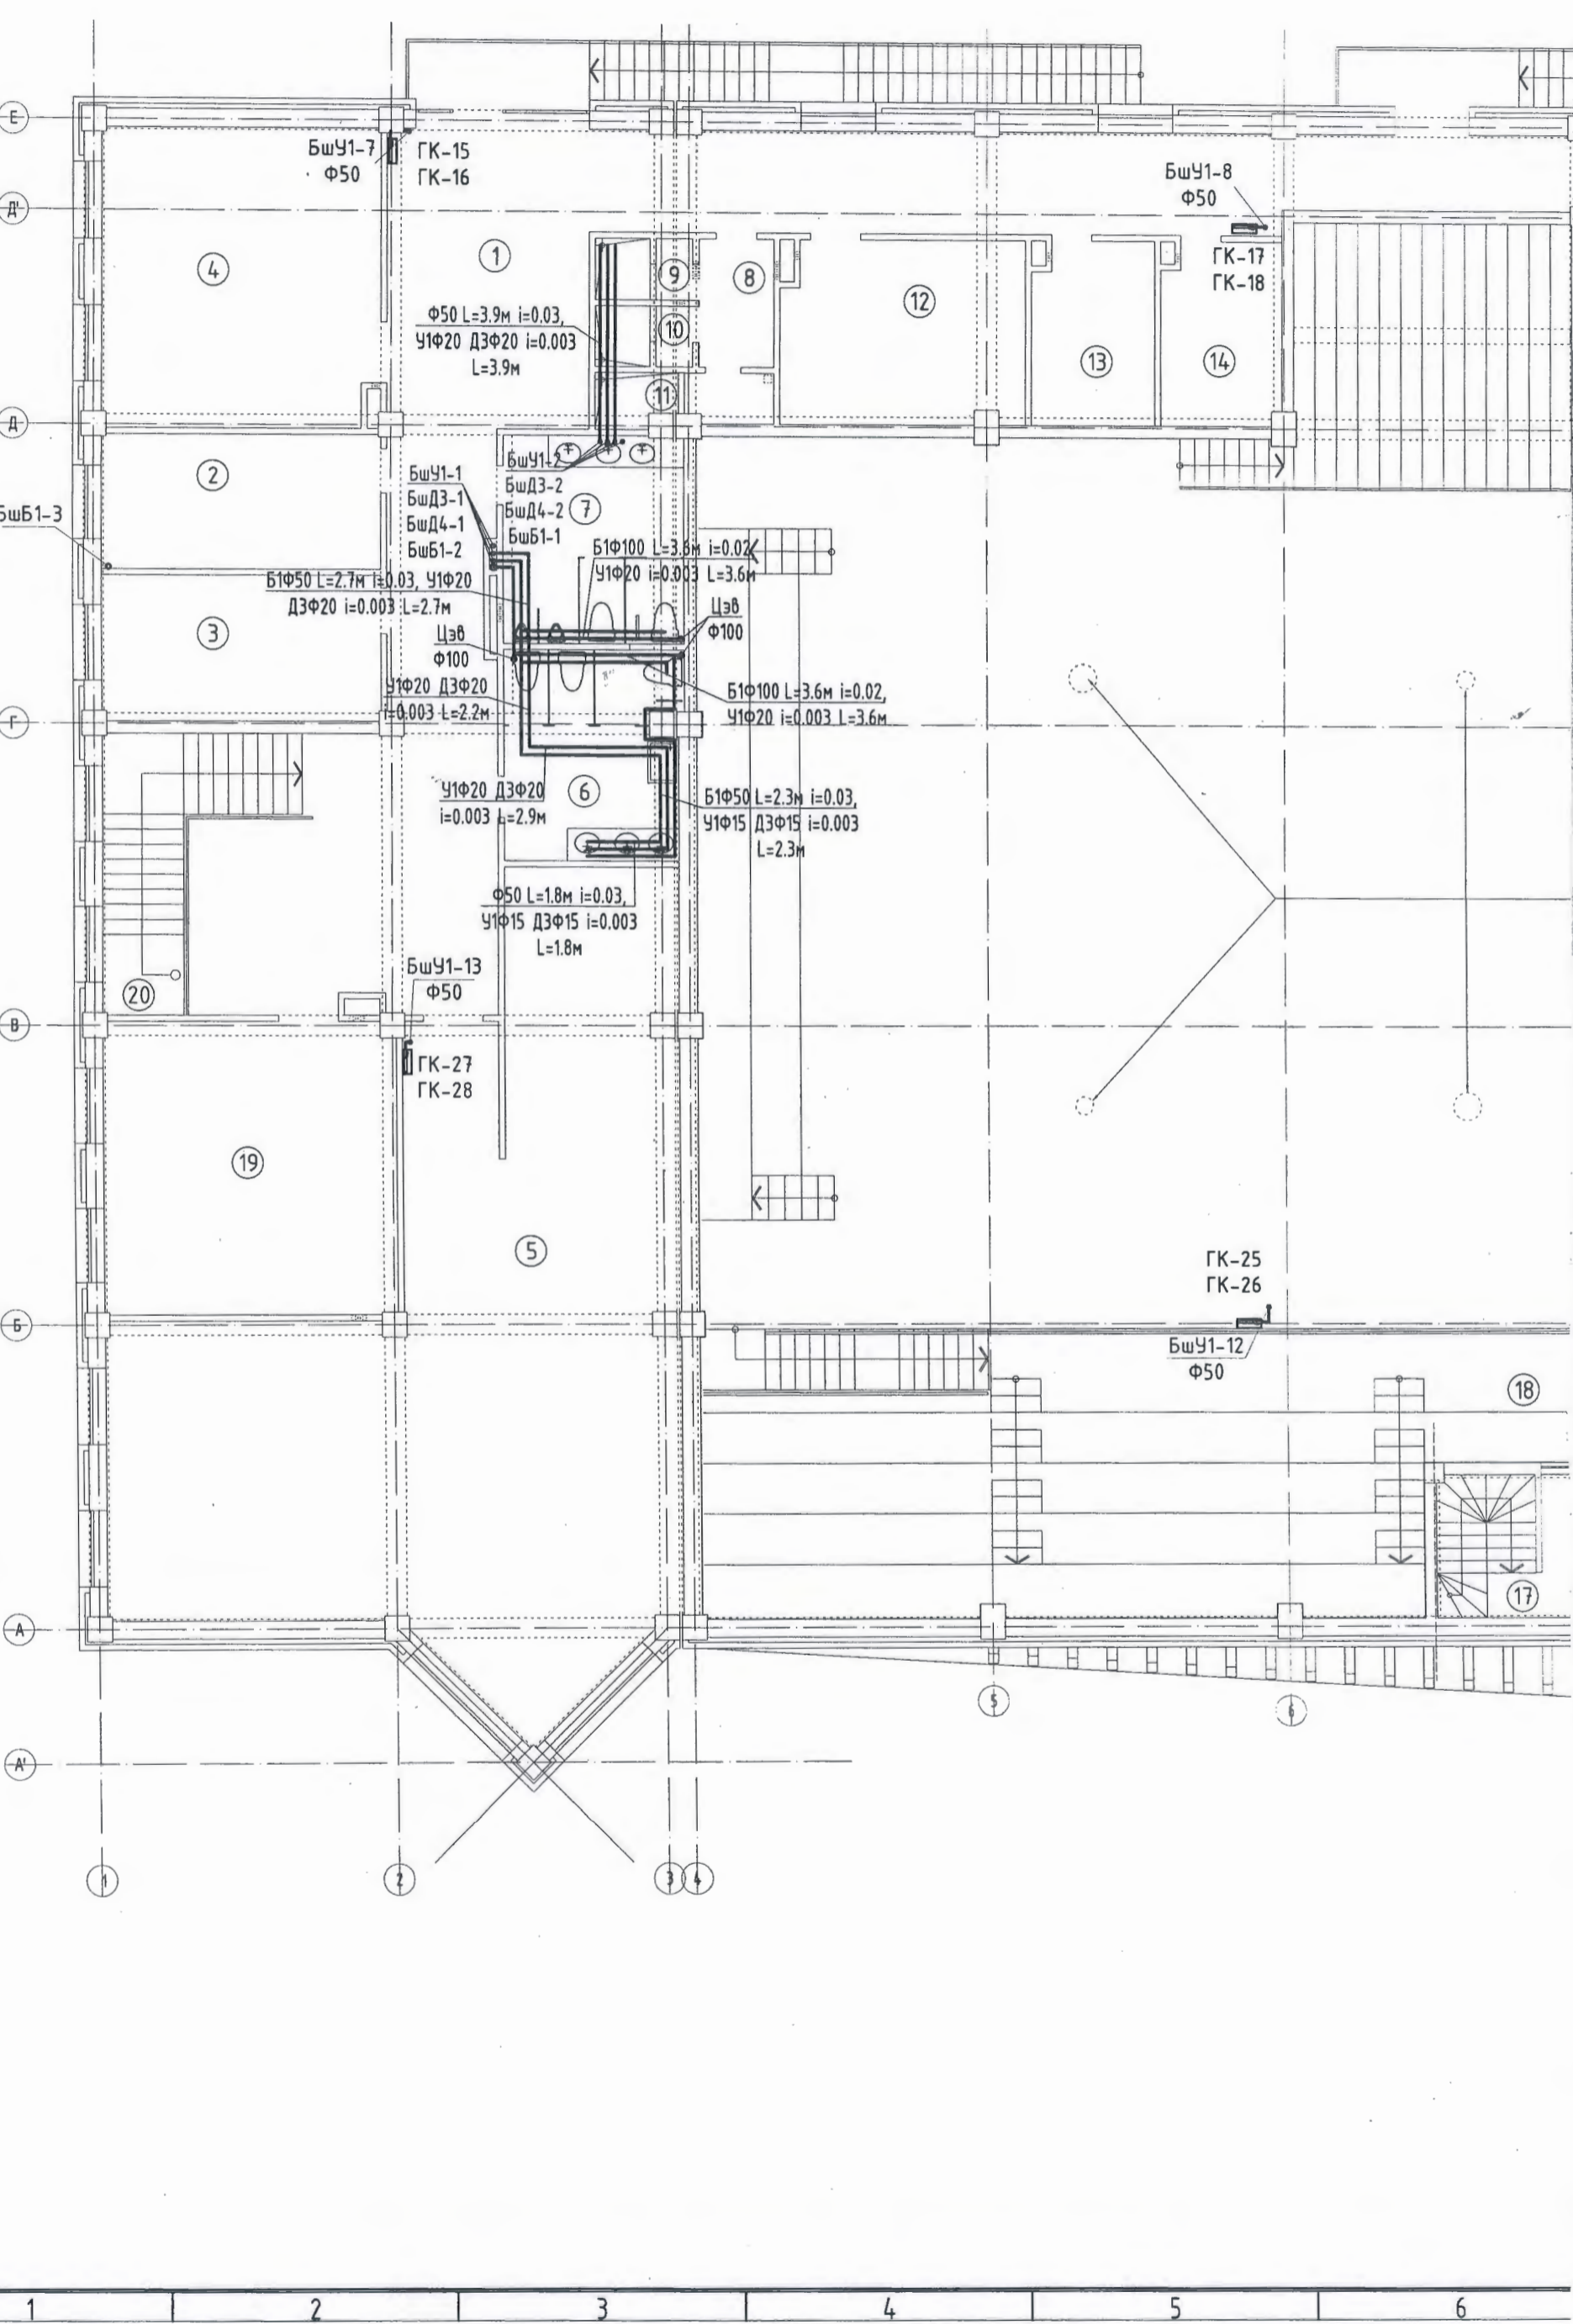 Е
БшУ1-7
Ф50
ГК-15
ГК-16
БшУ1-8
Ф50
Д'
ГК-17
ГК-18
1
4
9
8
12
10
Ф50 L=3.9м i=0.03,
У1Ф20 Д3Ф20 i=0.003
L=3.9м
13
14
11
Д
2
БшУ1-1
БшД3-1
БшД4-1
БшБ1-2
БшУ1-2
БшД3-2
БшД4-2
БшБ1-1
7
БшБ1-3
Б1Ф100 L=3.6м i=0.02
У1Ф20 i=0.003 L=3.6м
Б1Ф50 L=2.7м i=0.03, У1Ф20
Д3Ф20 i=0.003 L=2.7м
3
Цэв
Ф100
Цэв
Ф100
У1Ф20 Д3Ф20
i=0.003 L=2.2м
Б1Ф100 L=3.6м i=0.02,
У1Ф20 i=0.003 L=3.6м
Г
У1Ф20 Д3Ф20
i=0.003 L=2.9м
6
Б1Ф50 L=2.3м i=0.03,
У1Ф15 Д3Ф15 i=0.003
L=2.3м
Ф50 L=1.8м i=0.03,
У1Ф15 Д3Ф15 i=0.003
L=1.8м
БшУ1-13
Ф50
20
В
ГК-27
ГК-28
19
5
ГК-25
ГК-26
Б
БшУ1-12
Ф50
18
17
А
5
6
А'
1
2
3
4
1 2 3 4 5 6